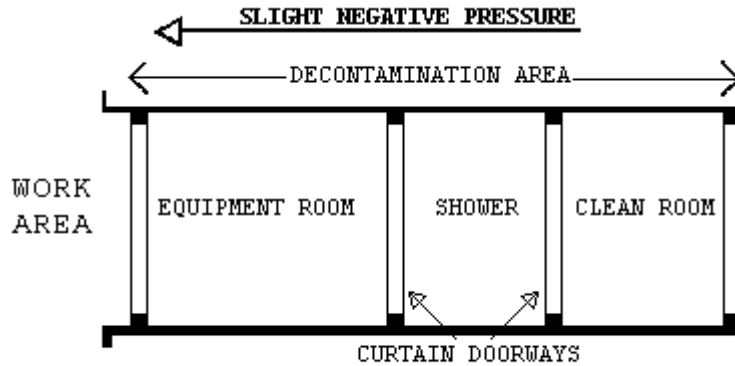 SLIGHT NEGATIVE PRESSURE
DECONTAMINATION AREA
WORK
AREA
EQUIPMENT ROOM
SHOWER
CLEAN ROOM
CURTAIN DOORWAYS